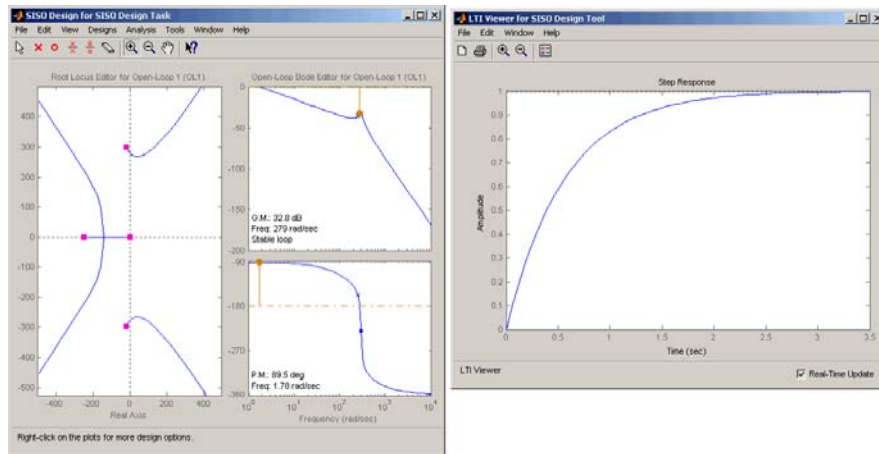 SISO Design for SISO Design Task
File Edit View Designs Analysis Tools Window Help
Root Locus Editor for Open-Loop 1 (OL1)
400
300
200
100
0
-100
-200
-300
-400
-500
-400 -200 0 200 400
Real Axis
Open-Loop Bode Editor for Open-Loop 1 (OL1)
0
-50
-100
-150
-200
G.M.: 32.8 dB
Freq: 279 rad/sec
Stable loop
-90
-180
-270
-360
P.M.: 89.5 deg
Freq: 1.78 rad/sec
10^0 10^1 10^2 10^3 10^4
Frequency (rad/sec)
Right-click on the plots for more design options.
LTI Viewer for SISO Design Tool
File Edit Window Help
Step Response
1
0.9
0.8
0.7
0.6
0.5
0.4
0.3
0.2
0.1
0
Amplitude
0 0.5 1 1.5 2 2.5 3 3.5
Time (sec)
LTI Viewer
Real-Time Update